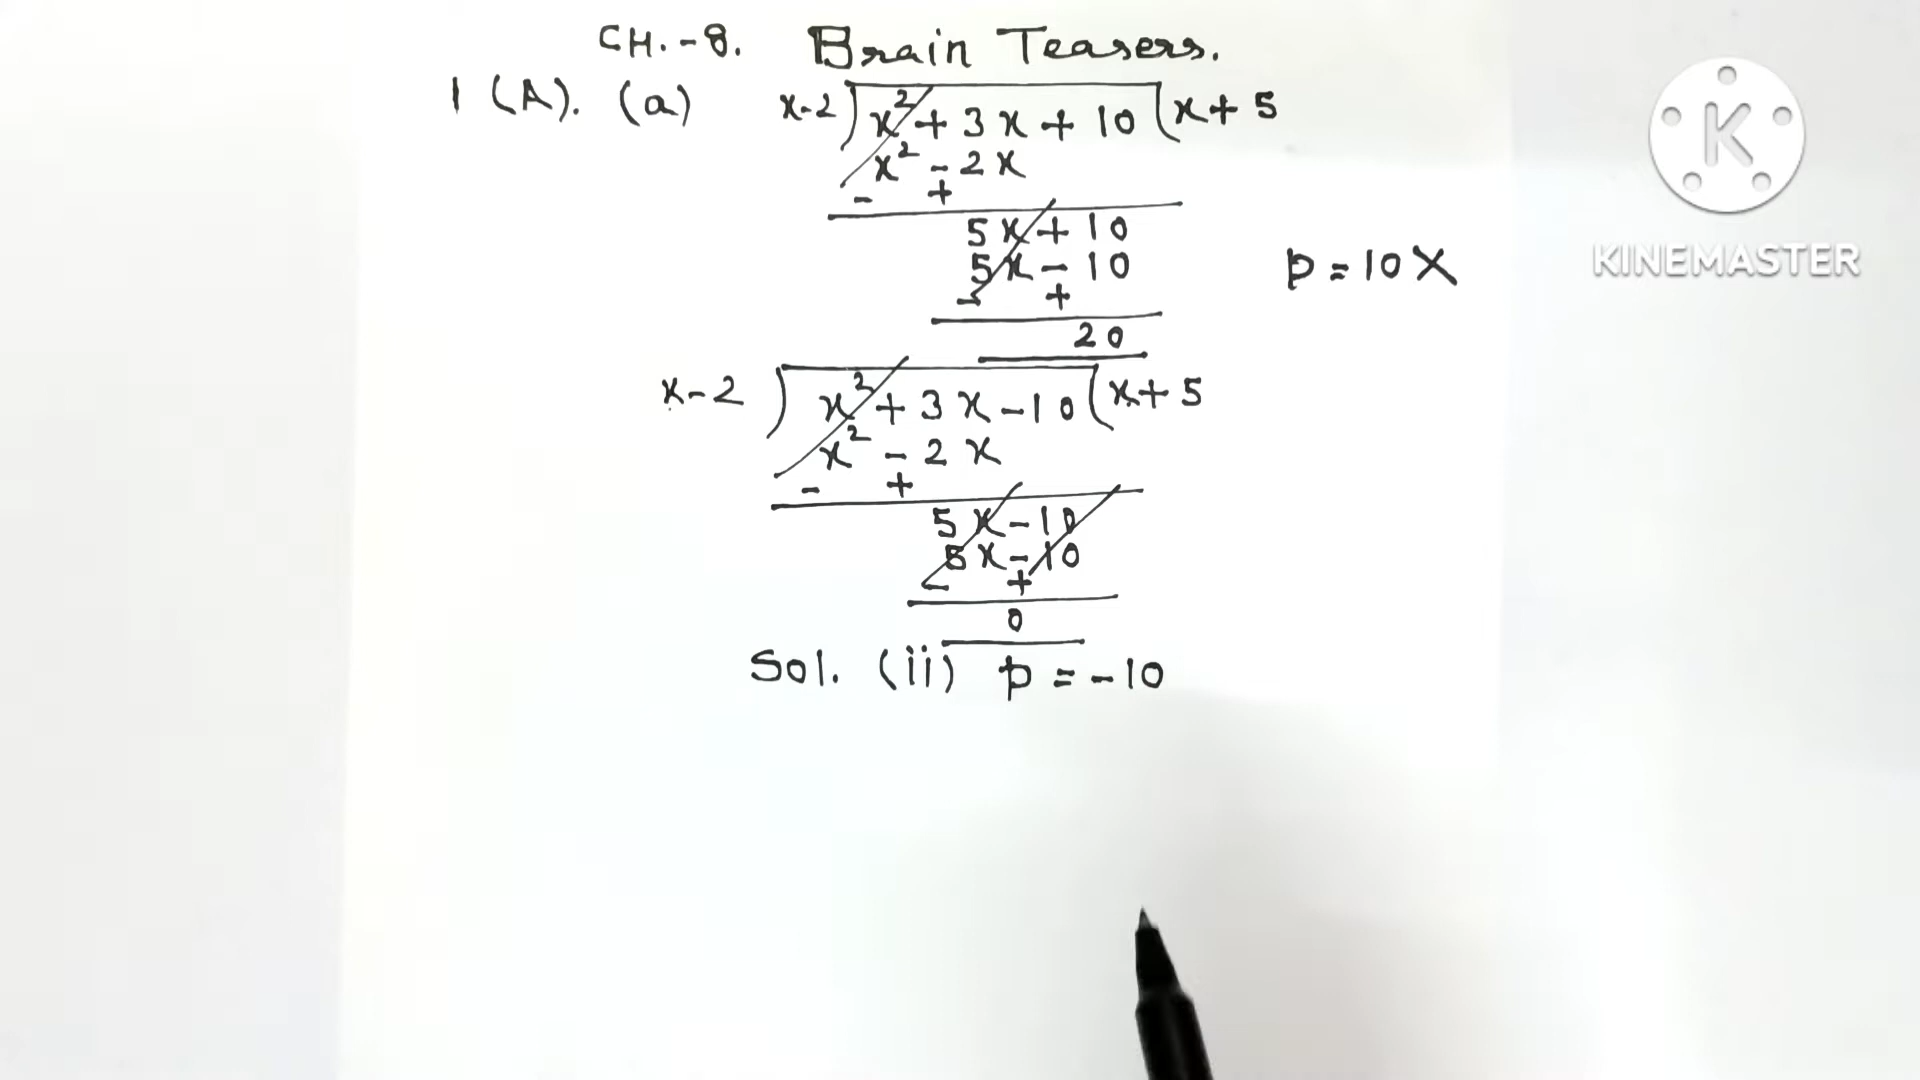 CH.-8. Brain Teasers.
1 (A). (a) x-2 ) x² + 3x + 10 ( x + 5
x² - 2x
- +
5x + 10
5x - 10
- +
20
p = 10 X
x-2 ) x² + 3x - 10 ( x + 5
x² - 2x
- +
5x - 10
5x - 10
- +
0
Sol. (ii) p = -10
K
KINEMASTER